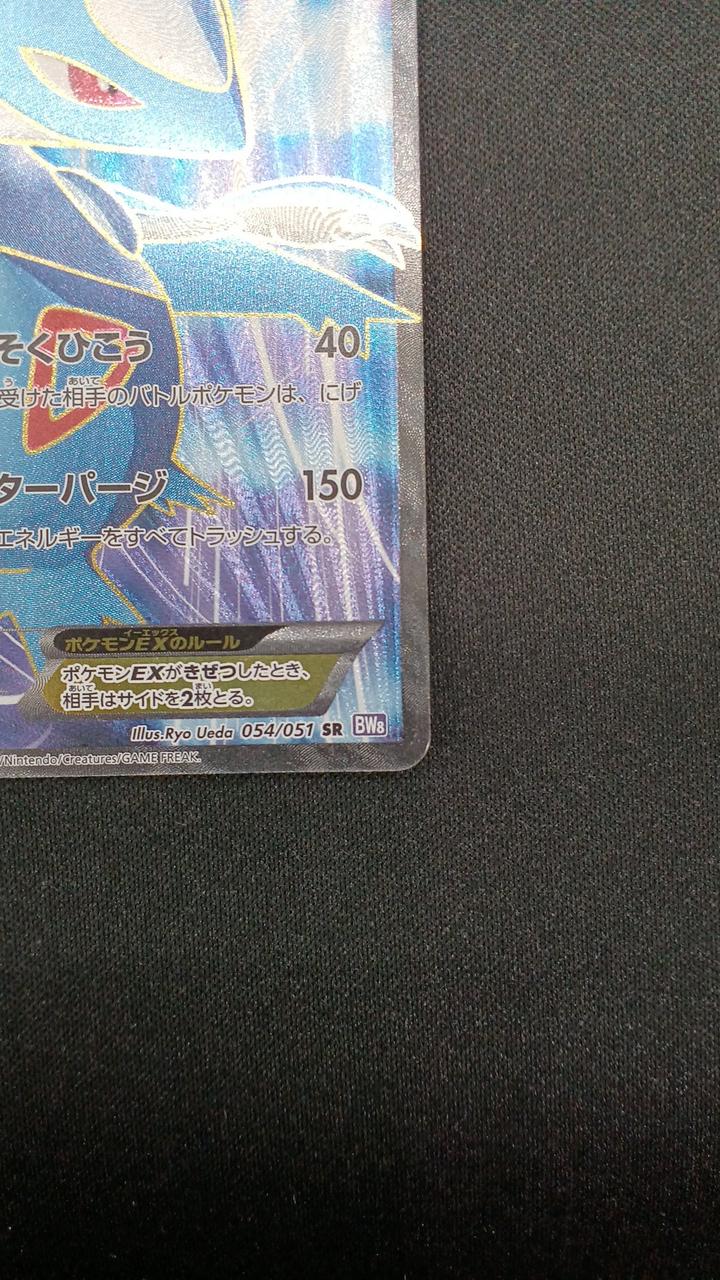 そくひこう 40
受けた相手のバトルポケモンは、にげ
ターパージ 150
エネルギーをすべてトラッシュする。
ポケモンEXのルール
ポケモンEXがきぜつしたとき、
相手はサイドを2枚とる。
Illus.Ryo Ueda 054/051 SR BW8
/Nintendo/Creatures/GAME FREAK.